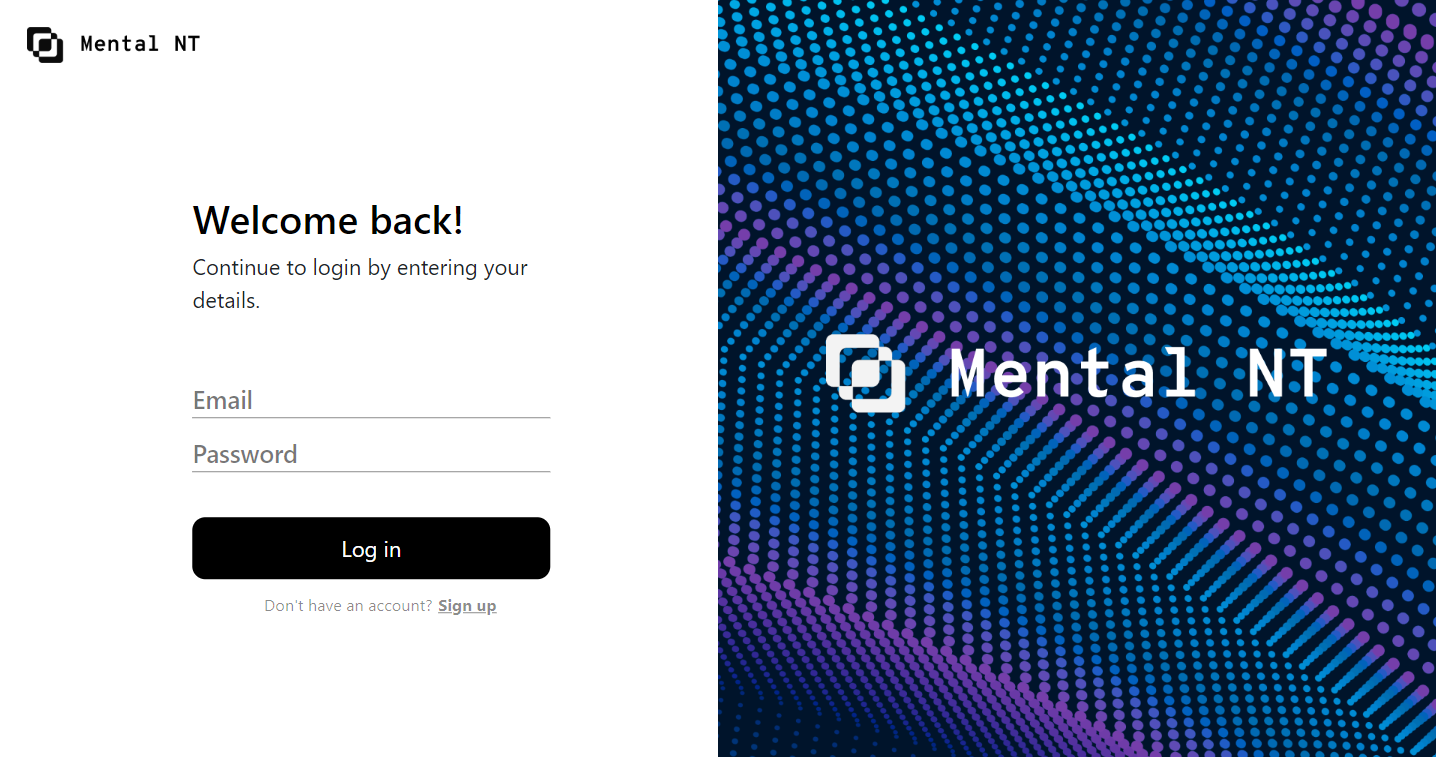 Mental NT
Welcome back!
Continue to login by entering your
details.
Email
Password
Log in
Don't have an account? Sign up
Mental NT